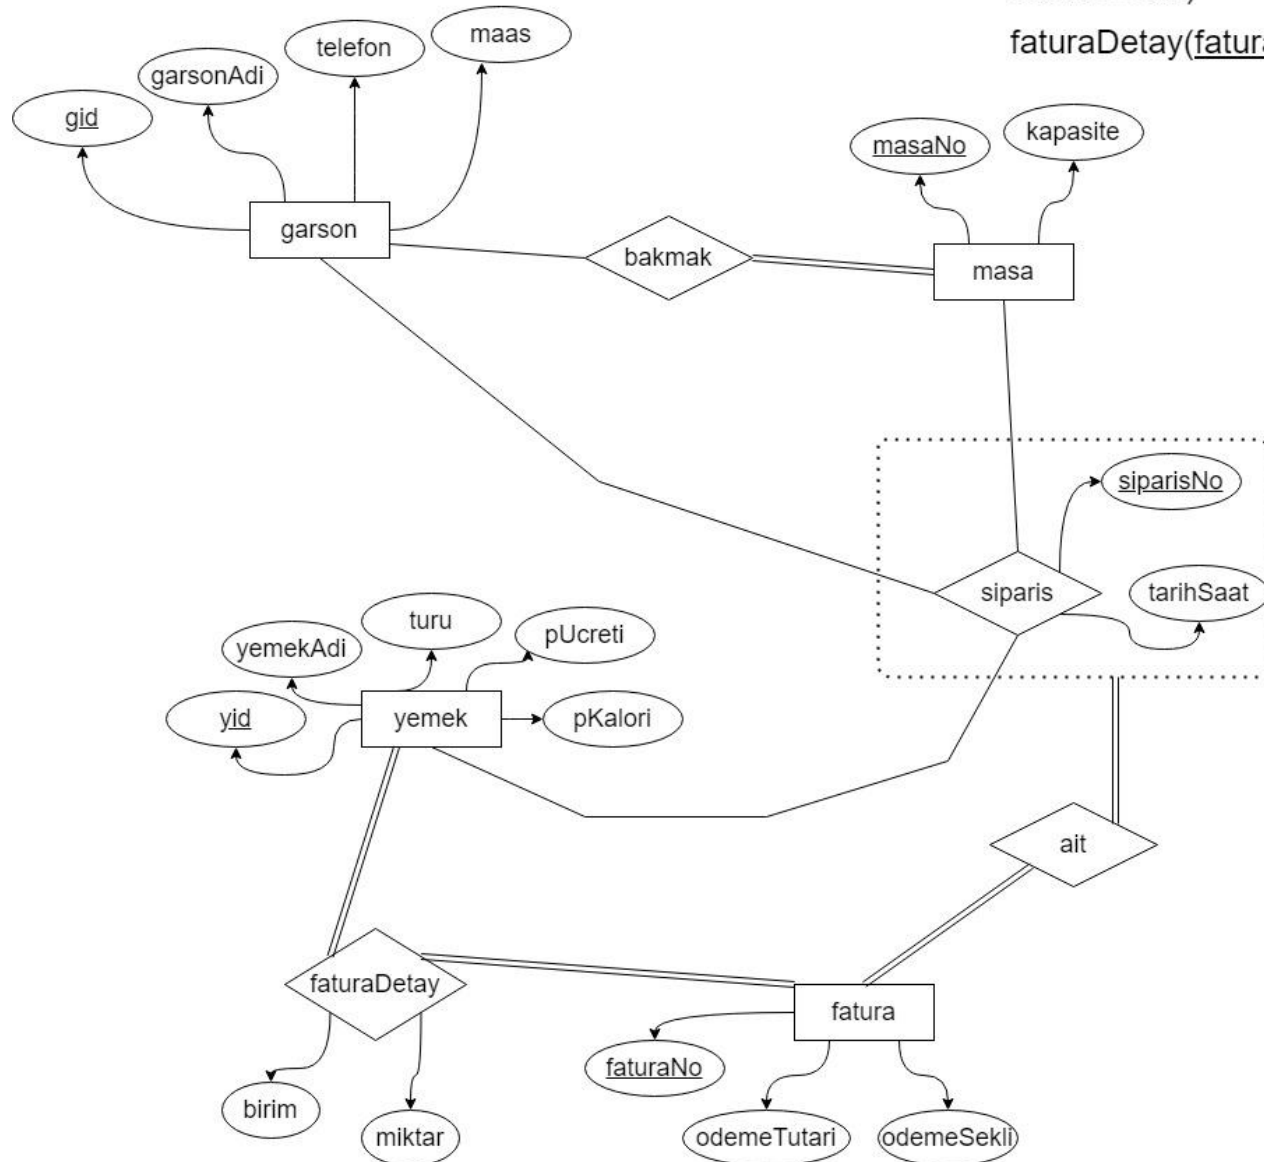 faturaDetay(
maas
telefon
garsonAdi
gid
kapasite
masaNo
garson
bakmak
masa
siparisNo
siparis
tarihSaat
turu
pUcreti
yemekAdi
yid
yemek
pKalori
ait
faturaDetay
fatura
faturaNo
birim
miktar
odemeTutari
odemeSekli